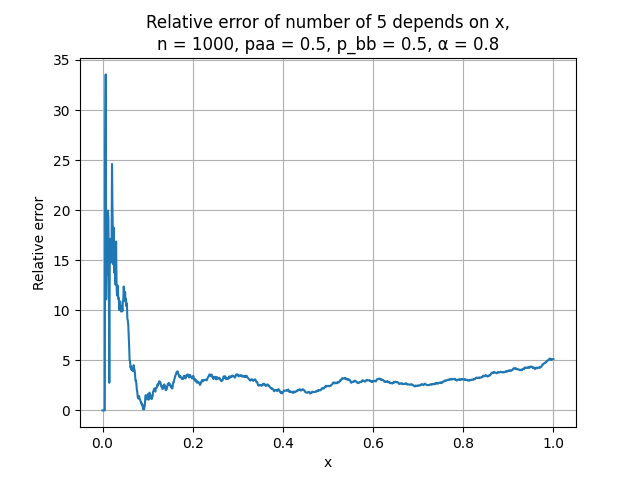 Relative error of number of 5 depends on x,
n = 1000, paa = 0.5, p_bb = 0.5, α = 0.8
35
30
25
20
15
10
5
0
Relative error
0.0 0.2 0.4 0.6 0.8 1.0
x